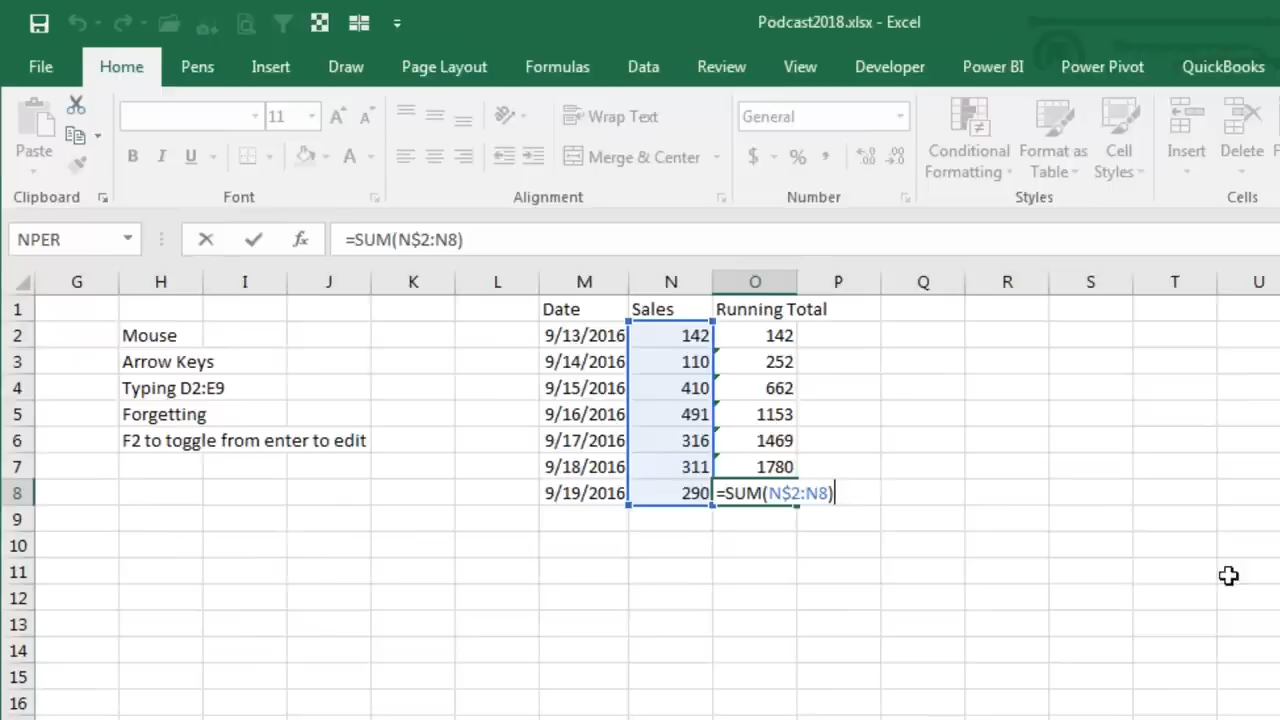 Podcast2018.xlsx - Excel
File Home Pens Insert Draw Page Layout Formulas Data Review View Developer Power BI Power Pivot QuickBooks
11 Wrap Text General
Paste B I U A Merge & Center $ % Conditional Formatting Format as Table Cell Styles Insert Delete
Clipboard Font Alignment Number Styles Cells
NPER fx =SUM(N$2:N8)
G H I J K L M N O P Q R S T U
1 Date Sales Running Total
2 Mouse 9/13/2016 142 142
3 Arrow Keys 9/14/2016 110 252
4 Typing D2:E9 9/15/2016 410 662
5 Forgetting 9/16/2016 491 1153
6 F2 to toggle from enter to edit 9/17/2016 316 1469
7 9/18/2016 311 1780
8 9/19/2016 290 =SUM(N$2:N8)
9
10
11
12
13
14
15
16